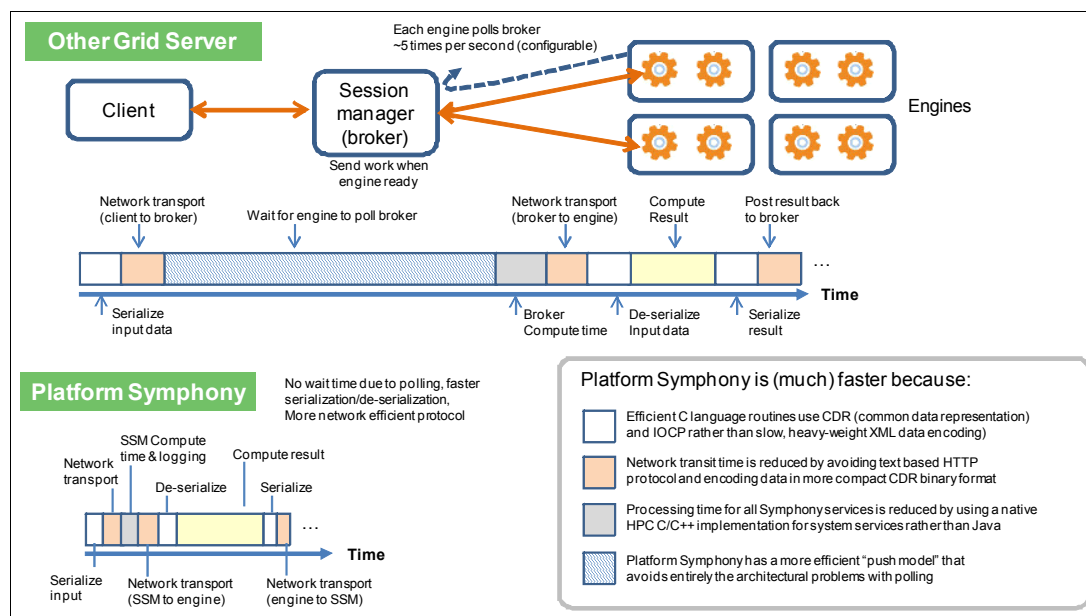 Other Grid Server
Each engine polls broker
~5 times per second (configurable)
Client
Session
manager
(broker)
Engines
Send work when
engine ready
Network transport
(client to broker)
Wait for engine to poll broker
Network transport
(broker to engine)
Compute
Result
Post result back
to broker
...
Time
Serialize
input data
Broker
Compute time
De-serialize
Input data
Serialize
result
Platform Symphony
No wait time due to polling, faster
serialization/de-serialization,
More network efficient protocol
SSM Compute
time & logging
Network
transport
Compute result
De-serialize
Serialize
...
Time
Serialize
input
Network transport
(SSM to engine)
Network transport
(engine to SSM)
Platform Symphony is (much) faster because:
Efficient C language routines use CDR (common data representation)
and IOCP rather than slow, heavy-weight XML data encoding)
Network transit time is reduced by avoiding text based HTTP
protocol and encoding data in more compact CDR binary format
Processing time for all Symphony services is reduced by using a native
HPC C/C++ implementation for system services rather than Java
Platform Symphony has a more efficient “push model” that
avoids entirely the architectural problems with polling